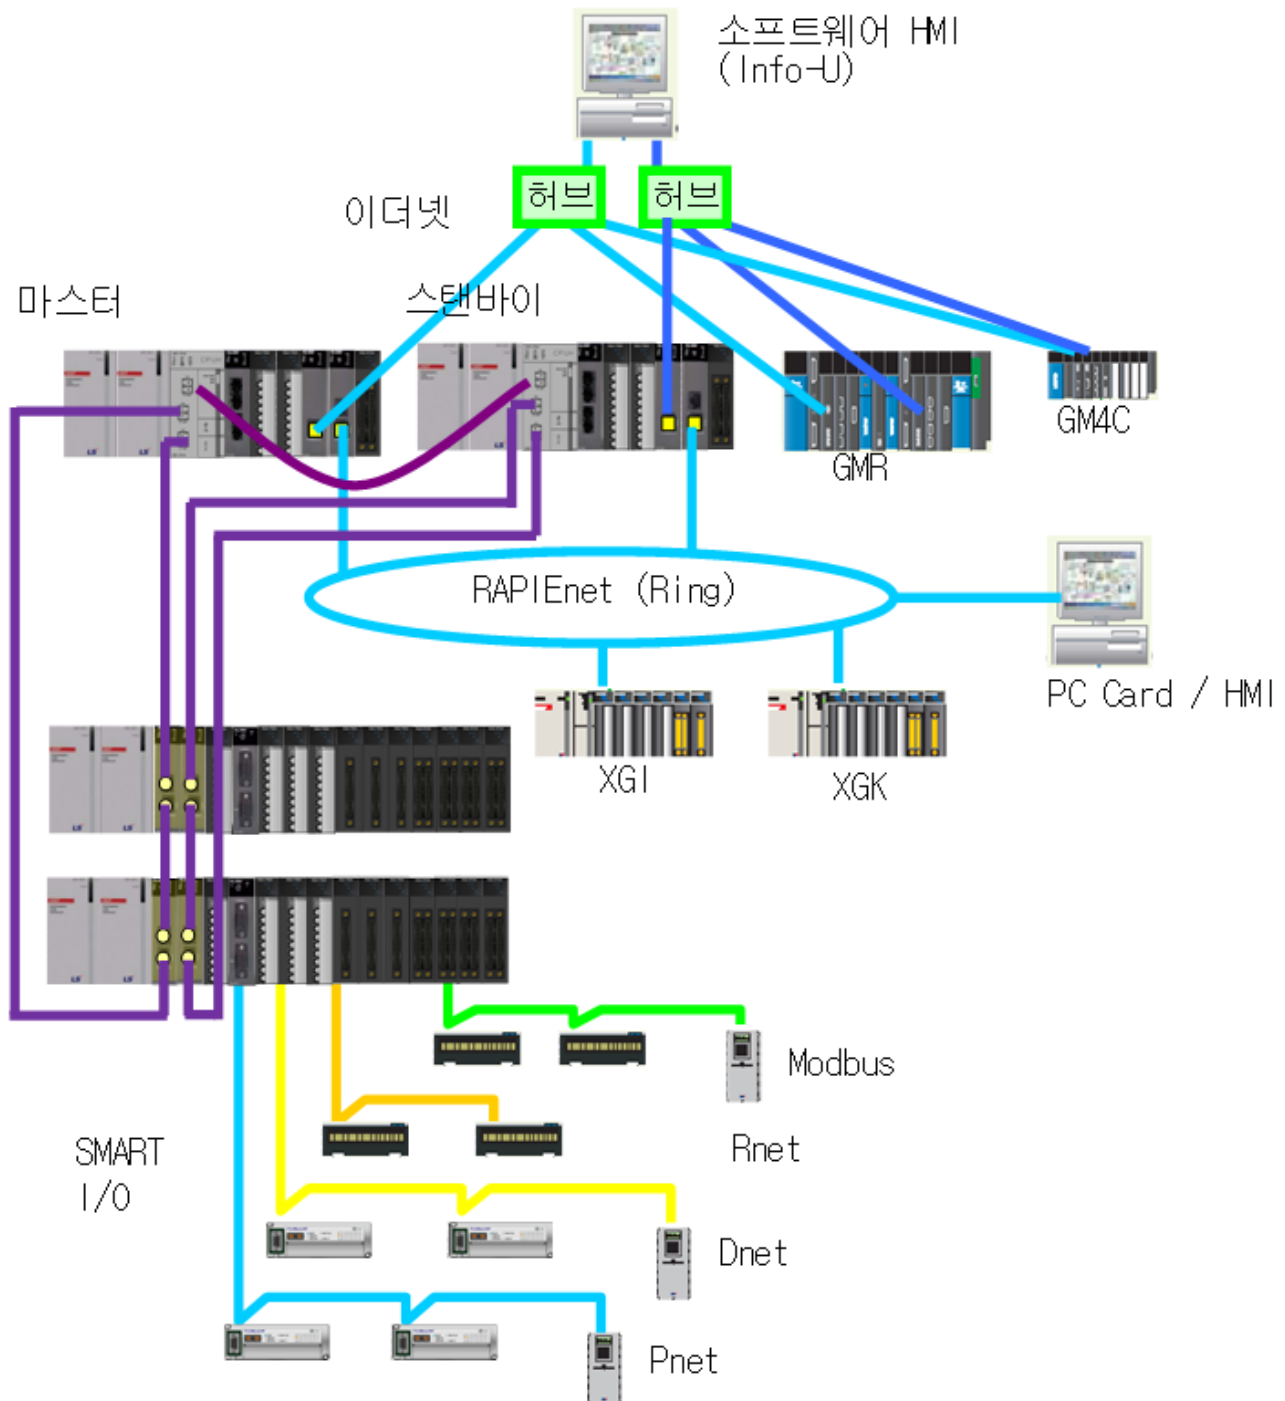 소프트웨어 HMI
(Info-U)
허브
허브
이더넷
마스터
스탠바이
GM4C
GMR
RAPIEnet (Ring)
PC Card / HMI
XGI
XGK
Modbus
Rnet
SMART
I/O
Dnet
Pnet